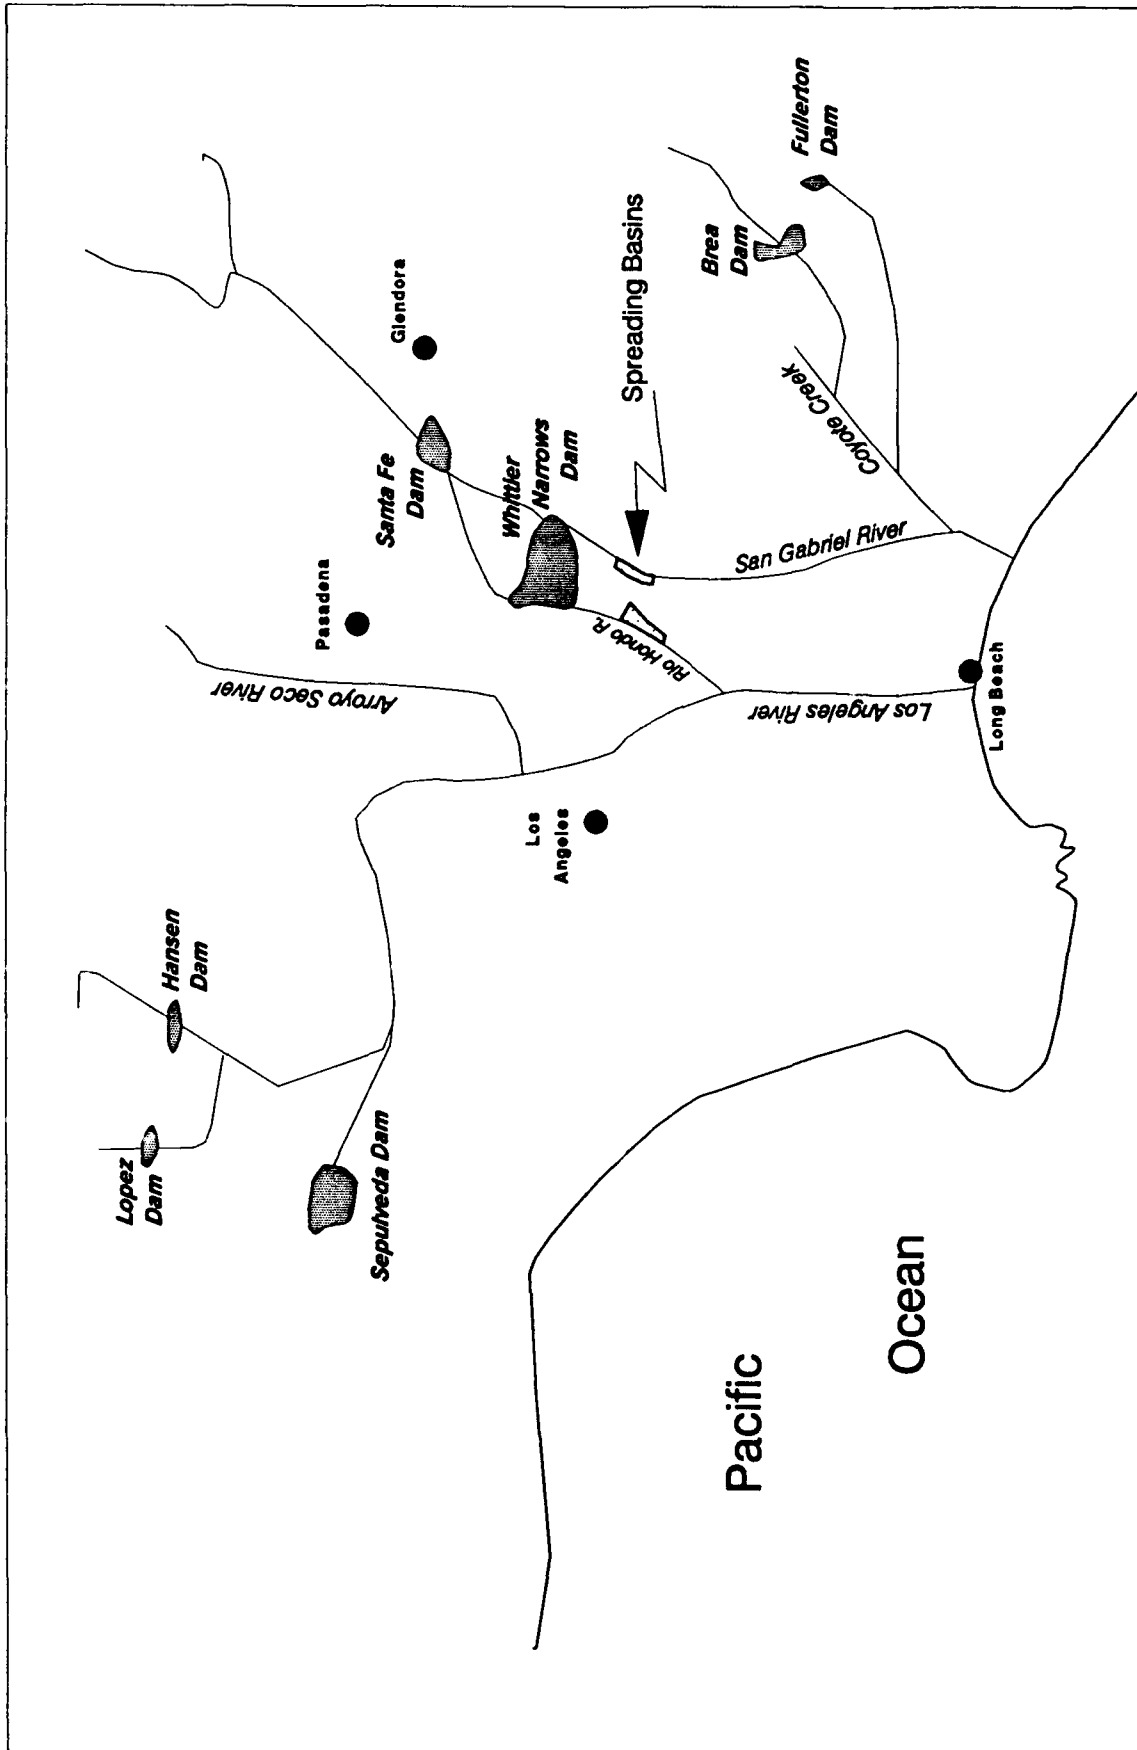 Lopez
Dam
Hansen
Dam
Sepulveda Dam
Arroyo Seco River
Pasadena
Santa Fe
Dam
Glendora
Los
Angeles
Whittler
Narrows
Dam
Rio Hondo R.
Spreading Basins
Los Angeles River
San Gabriel River
Coyote Creek
Brea
Dam
Fullerton
Dam
Long Beach
Pacific
Ocean